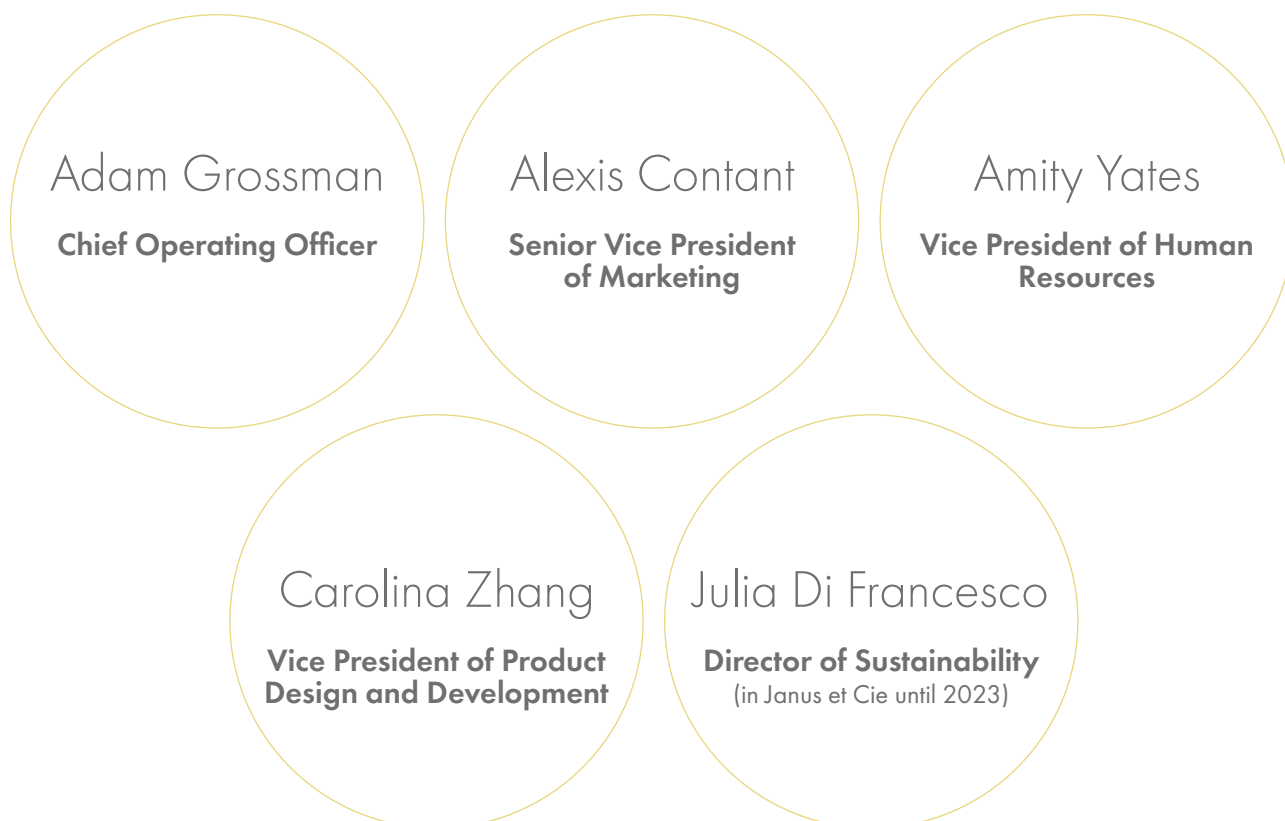 Adam Grossman
Chief Operating Officer
Alexis Contant
Senior Vice President
of Marketing
Amity Yates
Vice President of Human
Resources
Carolina Zhang
Vice President of Product
Design and Development
Julia Di Francesco
Director of Sustainability
(in Janus et Cie until 2023)